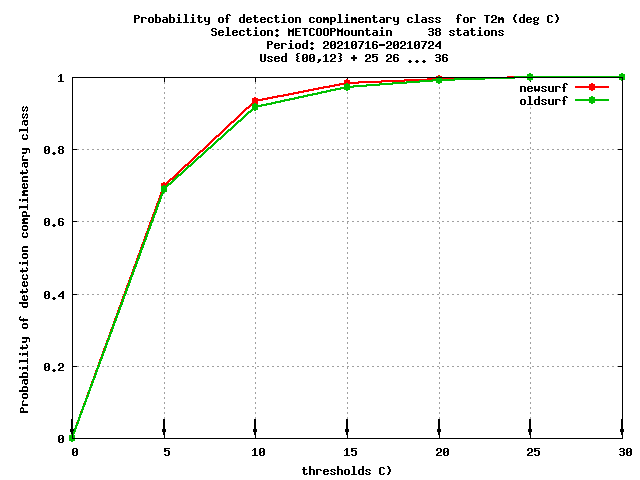 Probability of detection complimentary class  for T2m (deg C)
Selection: METCOOPMountain     38 stations
Period: 20210716-20210724
Used {00,12} + 25 26 ... 36
newsurf
oldsurf
Probability of detection complimentary class
1
0.8
0.6
0.4
0.2
0
0 5 10 15 20 25 30
thresholds C)